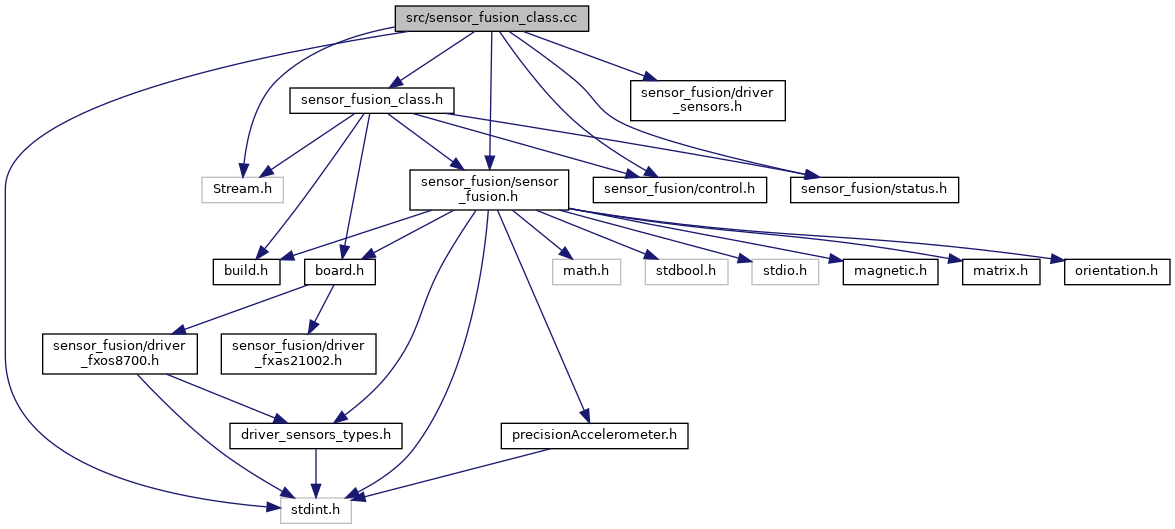 src/sensor_fusion_class.cc
sensor_fusion/driver
_sensors.h
sensor_fusion_class.h
Stream.h
sensor_fusion/sensor
_fusion.h
sensor_fusion/control.h
sensor_fusion/status.h
build.h
board.h
math.h
stdbool.h
stdio.h
magnetic.h
matrix.h
orientation.h
sensor_fusion/driver
_fxos8700.h
sensor_fusion/driver
_fxas21002.h
driver_sensors_types.h
precisionAccelerometer.h
stdint.h